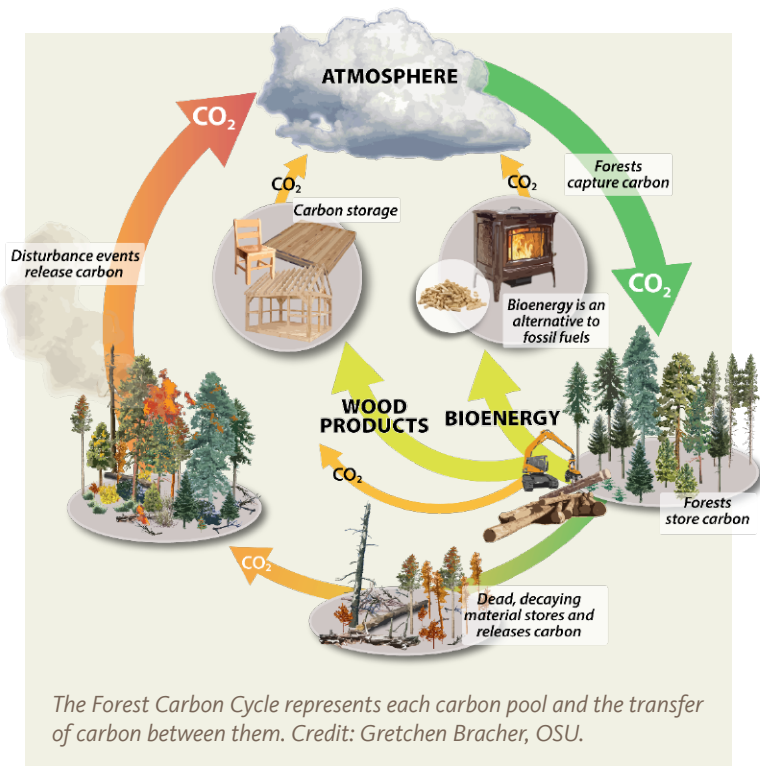 ATMOSPHERE
CO₂
CO₂
Carbon storage
CO₂
Forests
capture carbon
CO₂
Disturbance events
release carbon
Bioenergy is an
alternative to
fossil fuels
WOOD
PRODUCTS
BIOENERGY
CO₂
Forests
store carbon
CO₂
Dead, decaying
material stores and
releases carbon
The Forest Carbon Cycle represents each carbon pool and the transfer
of carbon between them. Credit: Gretchen Bracher, OSU.